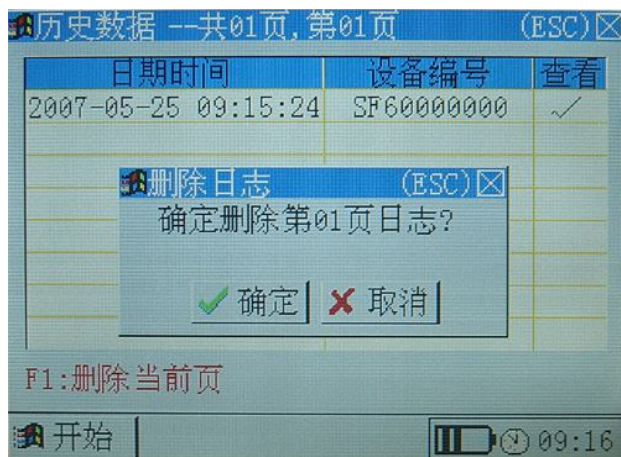 历史数据 --共01页,第01页 (ESC)
日期时间 设备编号 查看
2007-05-25 09:15:24 SF60000000
删除日志 (ESC)
确定删除第01页日志?
确定 取消
F1:删除当前页
开始 09:16